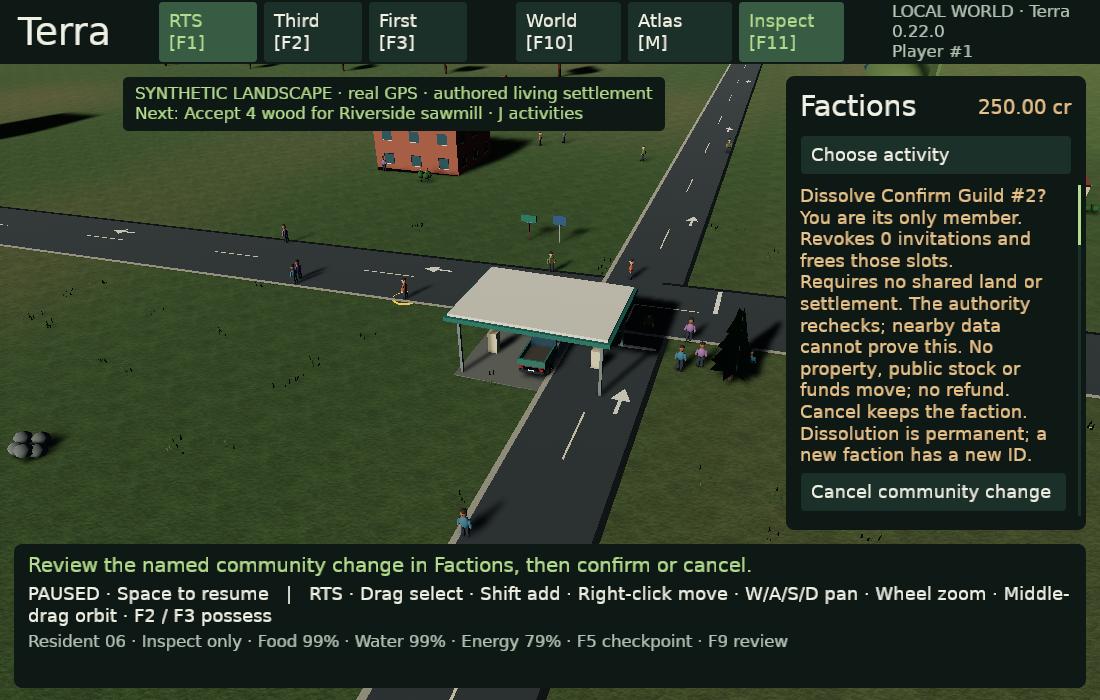 Terra
RTS
[F1]
Third
[F2]
First
[F3]
World
[F10]
Atlas
[M]
Inspect
[F11]
LOCAL WORLD · Terra
0.22.0
Player #1
SYNTHETIC LANDSCAPE · real GPS · authored living settlement
Next: Accept 4 wood for Riverside sawmill · J activities
Factions
250.00 cr
Choose activity
Dissolve Confirm Guild #2?
You are its only member.
Revokes 0 invitations and
frees those slots.
Requires no shared land or
settlement. The authority
rechecks; nearby data
cannot prove this. No
property, public stock or
funds move; no refund.
Cancel keeps the faction.
Dissolution is permanent; a
new faction has a new ID.
Cancel community change
Review the named community change in Factions, then confirm or cancel.
PAUSED · Space to resume | RTS · Drag select · Shift add · Right-click move · W/A/S/D pan · Wheel zoom · Middle-
drag orbit · F2 / F3 possess
Resident 06 · Inspect only · Food 99% · Water 99% · Energy 79% · F5 checkpoint · F9 review